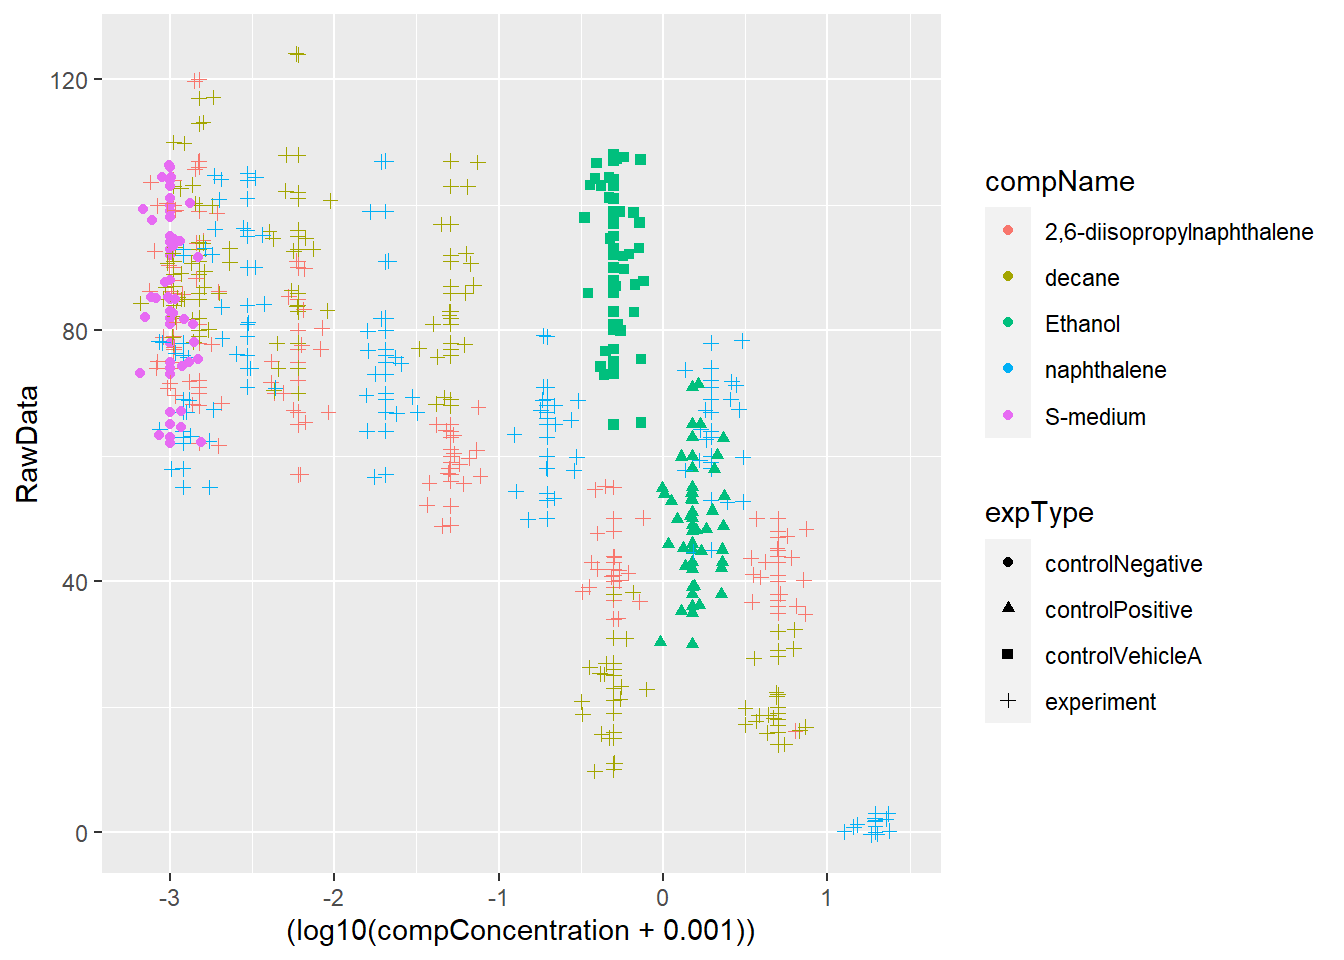 120
80
40
0
RawData
-3
-2
-1
0
1
(log10(compConcentration + 0.001))
compName
2,6-diisopropylnaphthalene
decane
Ethanol
naphthalene
S-medium
expType
controlNegative
controlPositive
controlVehicleA
experiment